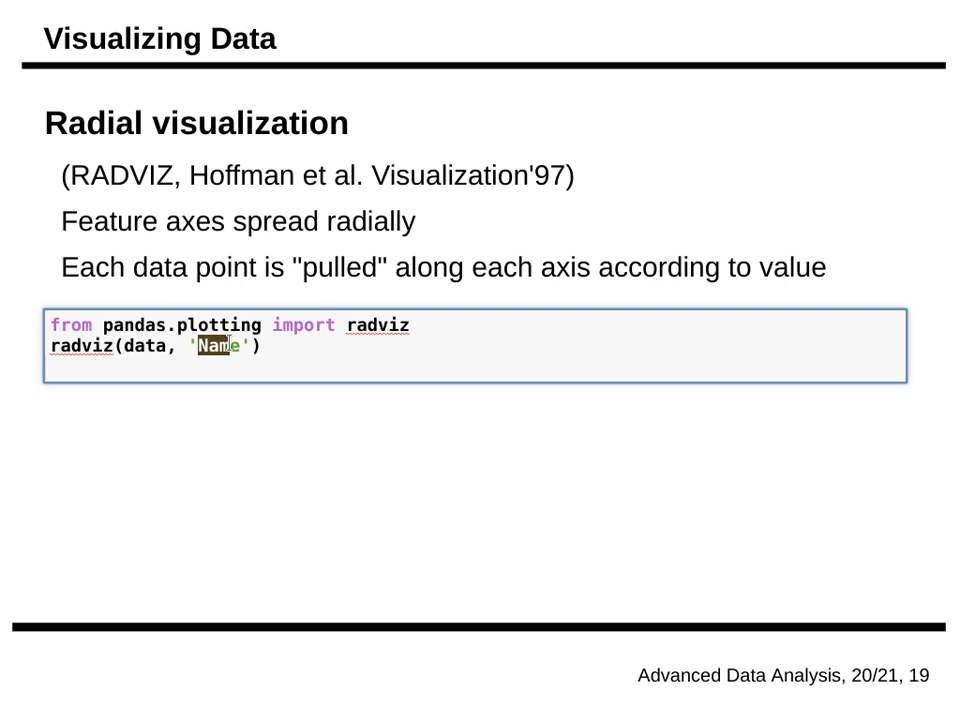 Visualizing Data
Radial visualization
(RADVIZ, Hoffman et al. Visualization'97)
Feature axes spread radially
Each data point is "pulled" along each axis according to value
from pandas.plotting import radviz
radviz(data, 'Name')
Advanced Data Analysis, 20/21, 19